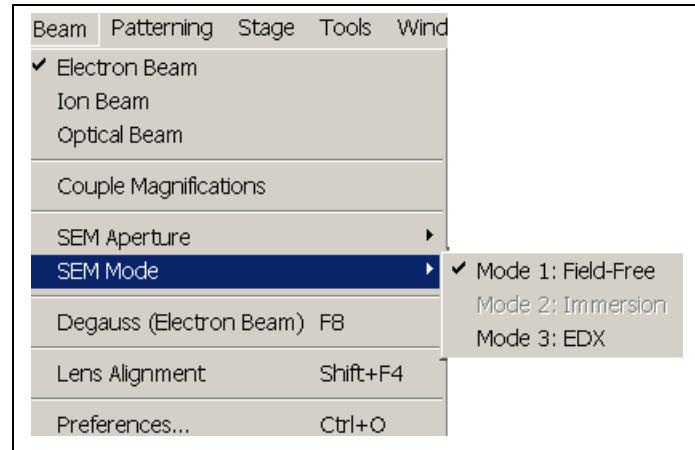 Beam Patterning Stage Tools Wind
Electron Beam
Ion Beam
Optical Beam
Couple Magnifications
SEM Aperture
SEM Mode
Mode 1: Field-Free
Mode 2: Immersion
Mode 3: EDX
Degauss (Electron Beam) F8
Lens Alignment Shift+F4
Preferences... Ctrl+O